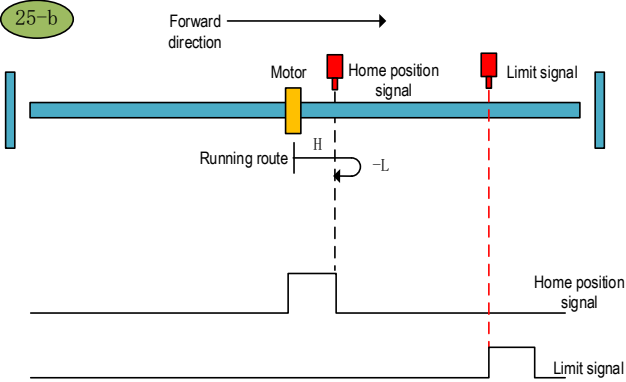 25-b
Forward
direction
Motor
Home position
signal
Limit signal
Running route
H
-L
Home position
signal
Limit signal